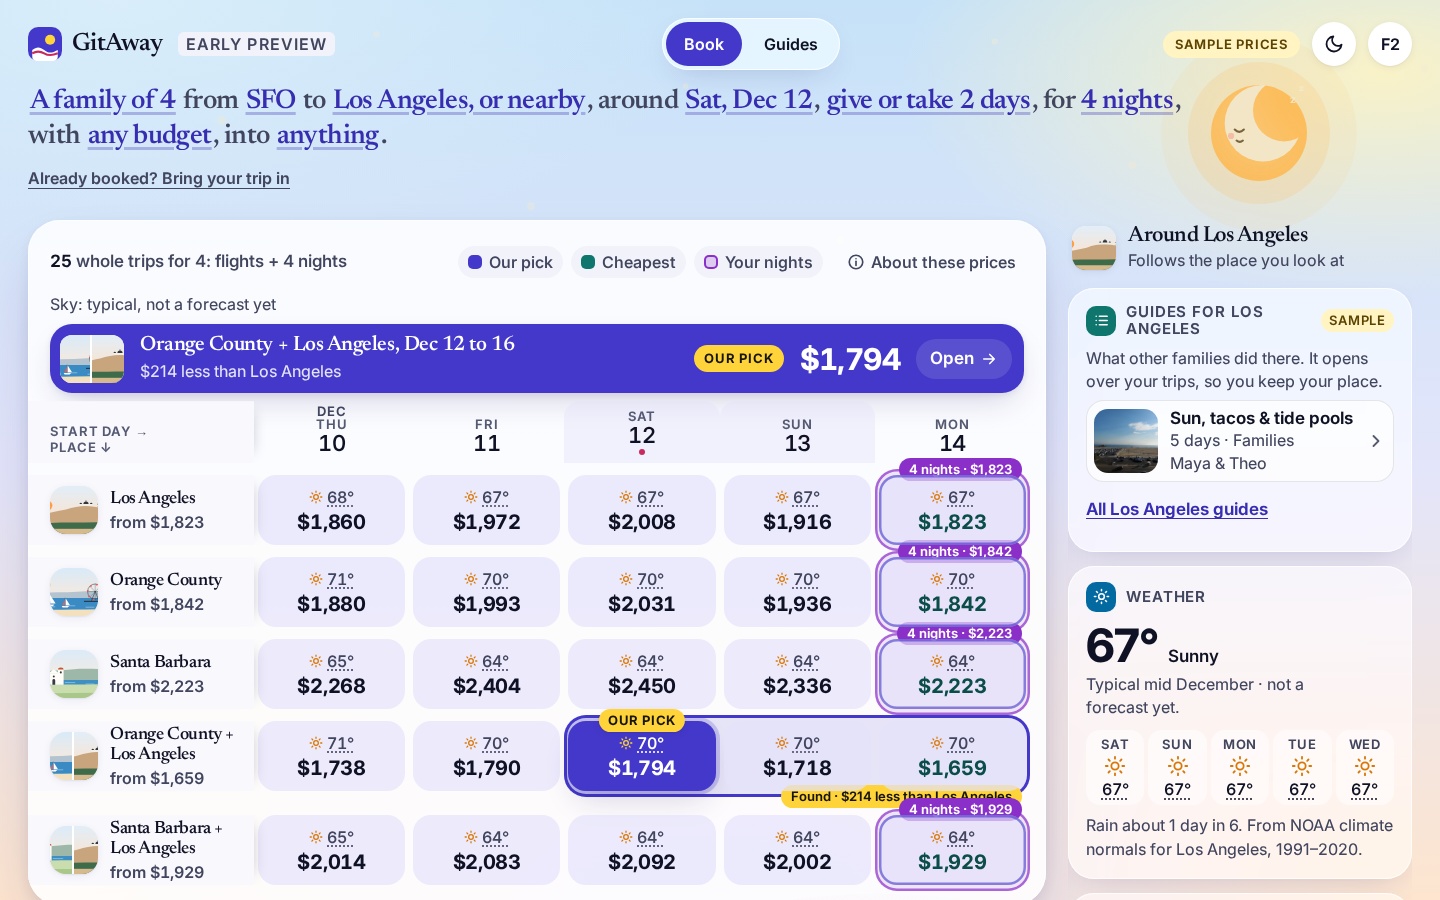 GitAway EARLY PREVIEW
Book Guides
SAMPLE PRICES F2
A family of 4 from SFO to Los Angeles, or nearby, around Sat, Dec 12, give or take 2 days, for 4 nights,
with any budget, into anything.
Already booked? Bring your trip in
25 whole trips for 4: flights + 4 nights
Our pick Cheapest Your nights About these prices
Sky: typical, not a forecast yet
Orange County + Los Angeles, Dec 12 to 16
$214 less than Los Angeles
OUR PICK $1,794 Open →
START DAY →
PLACE ↓
DEC
THU
10
FRI
11
SAT
12
SUN
13
MON
14
4 nights · $1,823
Los Angeles
from $1,823
68° 67° 67° 67° 67°
$1,860 $1,972 $2,008 $1,916 $1,823
4 nights · $1,842
Orange County
from $1,842
71° 70° 70° 70° 70°
$1,880 $1,993 $2,031 $1,936 $1,842
4 nights · $2,223
Santa Barbara
from $2,223
65° 64° 64° 64° 64°
$2,268 $2,404 $2,450 $2,336 $2,223
OUR PICK
Orange County +
Los Angeles
from $1,659
71° 70° 70° 70° 70°
$1,738 $1,790 $1,794 $1,718 $1,659
Found · $214 less than Los Angeles
4 nights · $1,929
Santa Barbara +
Los Angeles
from $1,929
65° 64° 64° 64° 64°
$2,014 $2,083 $2,092 $2,002 $1,929
Around Los Angeles
Follows the place you look at
GUIDES FOR LOS
ANGELES
SAMPLE
What other families did there. It opens
over your trips, so you keep your place.
Sun, tacos & tide pools
5 days · Families
Maya & Theo
All Los Angeles guides
WEATHER
67° Sunny
Typical mid December · not a
forecast yet.
SAT SUN MON TUE WED
67° 67° 67° 67° 67°
Rain about 1 day in 6. From NOAA climate
normals for Los Angeles, 1991–2020.